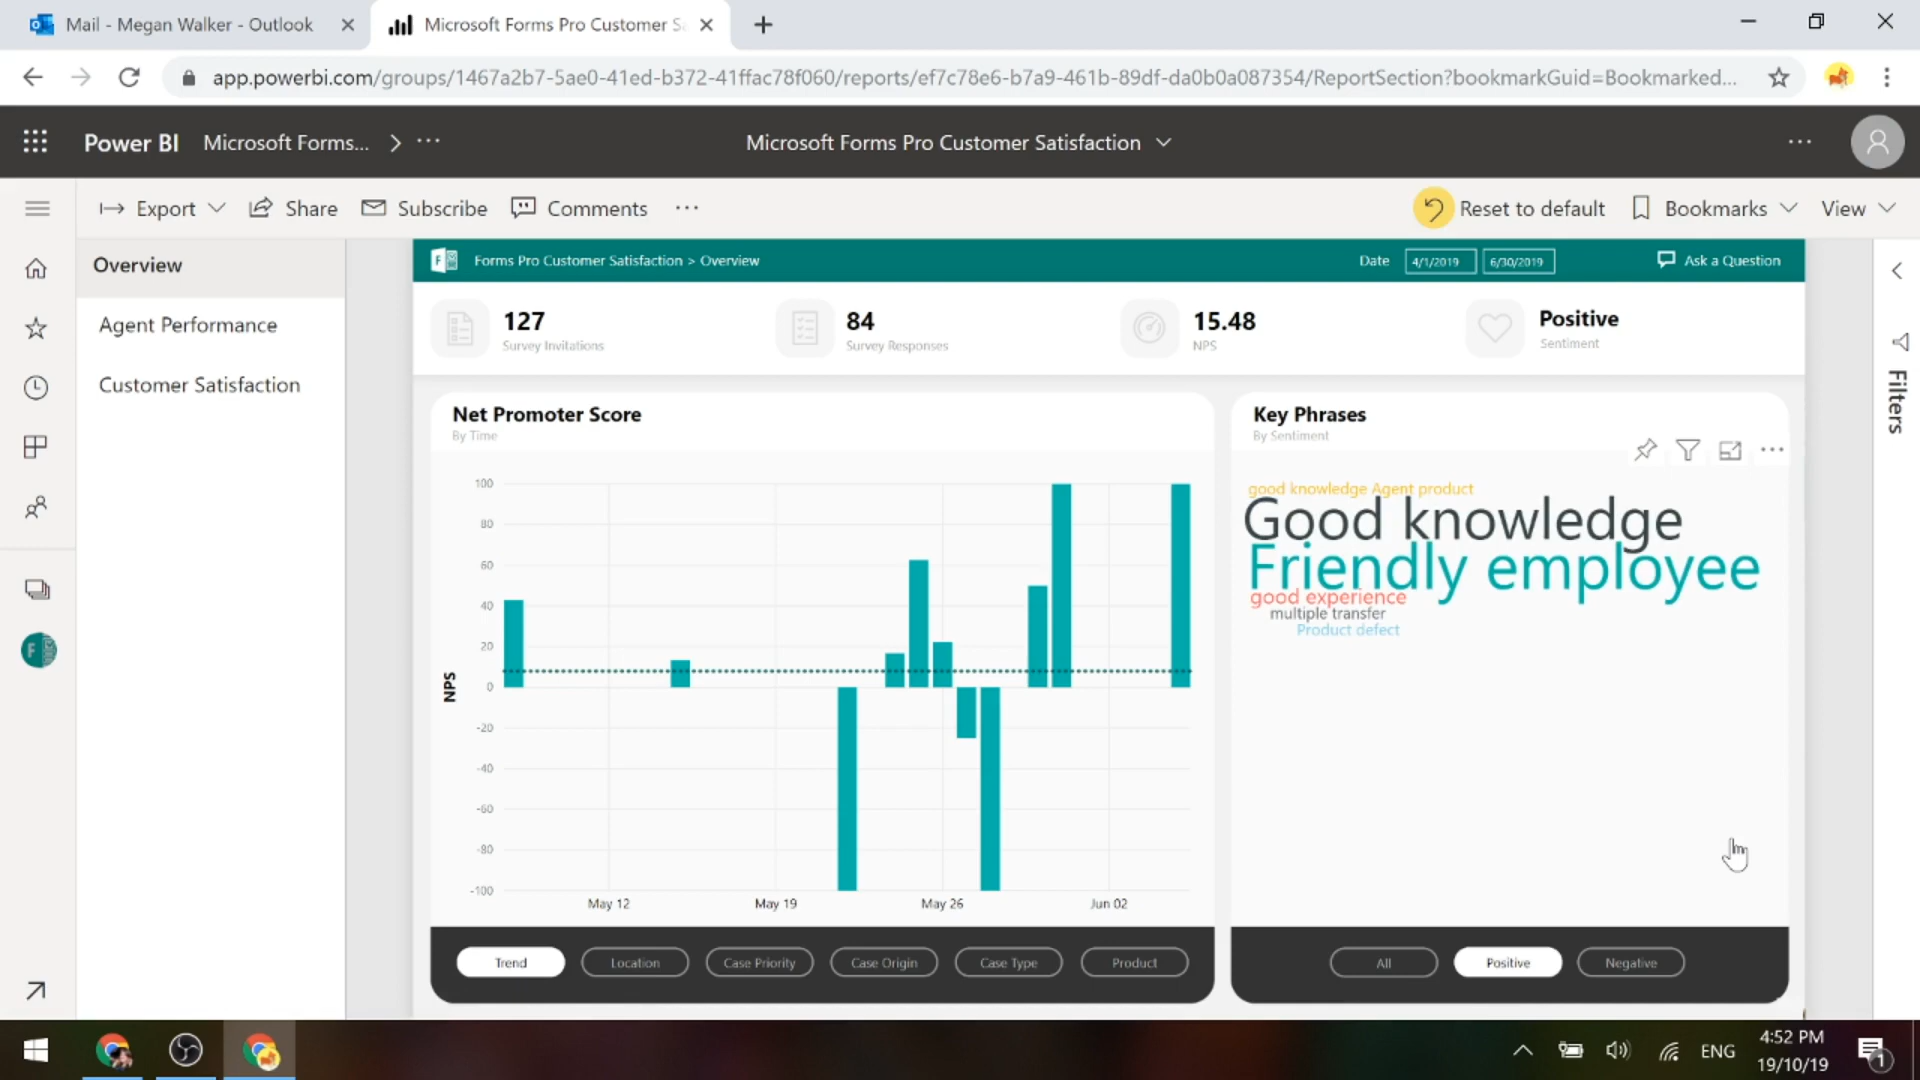 Mail - Megan Walker - Outlook
Microsoft Forms Pro Customer Sa
app.powerbi.com/groups/1467a2b7-5ae0-41ed-b372-41ffac78f060/reports/ef7c78e6-b7a9-461b-89df-da0b0a087354/ReportSection?bookmarkGuid=Bookmarked...
Power BI Microsoft Forms... > ...
Microsoft Forms Pro Customer Satisfaction
Export Share Subscribe Comments ...
Reset to default Bookmarks View
Overview
Agent Performance
Customer Satisfaction
Forms Pro Customer Satisfaction > Overview
Date 4/1/2019 6/30/2019 Ask a Question
127
Survey Invitations
84
Survey Responses
15.48
NPS
Positive
Sentiment
Filters
Net Promoter Score
By Time
NPS
100
80
60
40
20
0
-20
-40
-60
-80
-100
May 12 May 19 May 26 Jun 02
Trend Location Case Priority Case Origin Case Type Product
Key Phrases
By Sentiment
good knowledge Agent product
Good knowledge
Friendly employee
good experience
multiple transfer
Product defect
All Positive Negative
F
ENG
4:52 PM
19/10/19
1